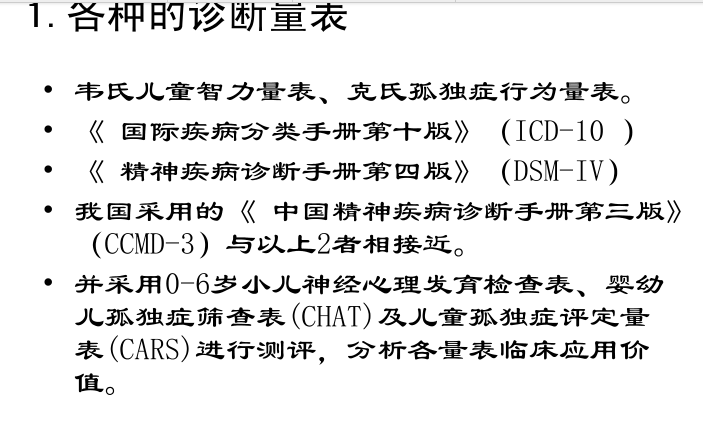 1. 各种的诊断量表
• 韦氏儿童智力量表、克氏孤独症行为量表。
• 《 国际疾病分类手册第十版》（ICD-10 ）
• 《 精神疾病诊断手册第四版》（DSM-IV）
• 我国采用的《 中国精神疾病诊断手册第三版》
（CCMD-3）与以上2者相接近。
• 并采用0-6岁小儿神经心理发育检查表、婴幼
儿孤独症筛查表(CHAT)及儿童孤独症评定量
表(CARS)进行测评，分析各量表临床应用价
值。